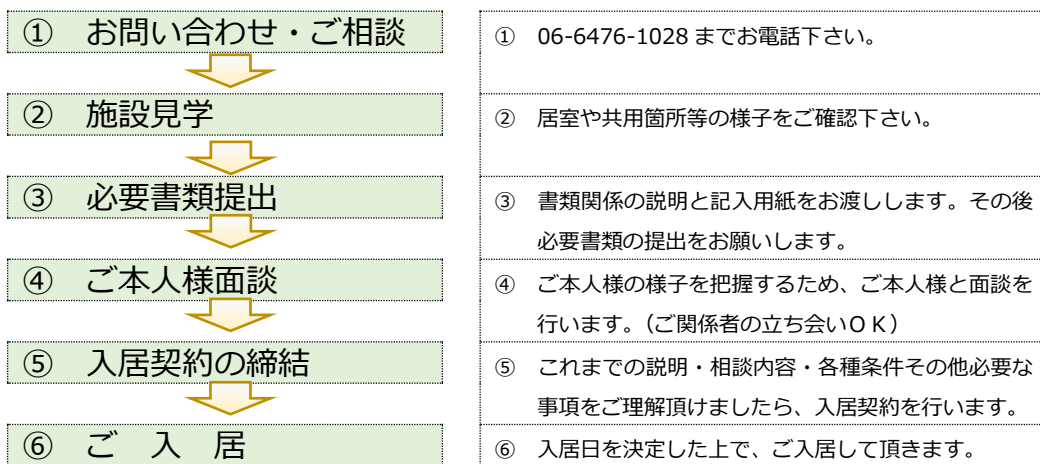 ① お問い合わせ・ご相談
① 06-6476-1028 までお電話下さい。
② 施設見学
② 居室や共用箇所等の様子をご確認下さい。
③ 必要書類提出
③ 書類関係の説明と記入用紙をお渡しします。その後
必要書類の提出をお願いします。
④ ご本人様面談
④ ご本人様の様子を把握するため、ご本人様と面談を
行います。（ご関係者の立ち会いＯＫ）
⑤ 入居契約の締結
⑤ これまでの説明・相談内容・各種条件その他必要な
事項をご理解頂けましたら、入居契約を行います。
⑥ ご 入 居
⑥ 入居日を決定した上で、ご入居して頂きます。